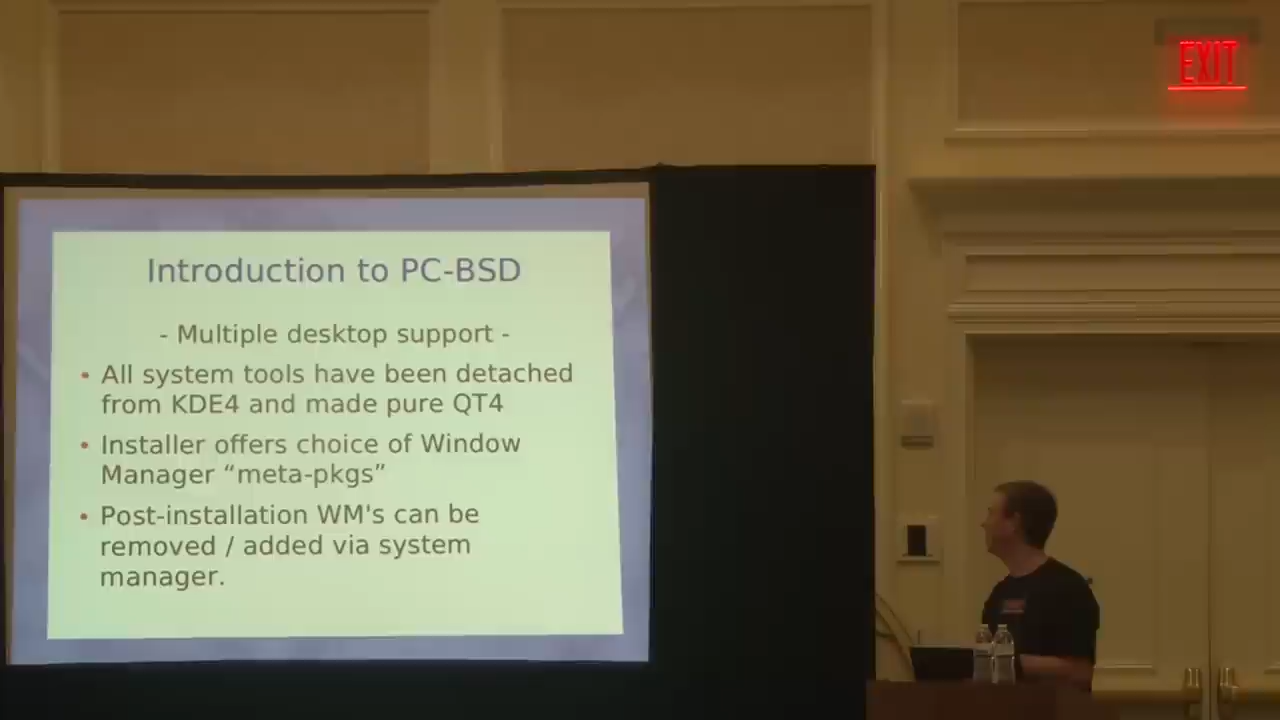 EXIT
Introduction to PC-BSD
- Multiple desktop support -
• All system tools have been detached
from KDE4 and made pure QT4
• Installer offers choice of Window
Manager “meta-pkgs”
• Post-installation WM's can be
removed / added via system
manager.